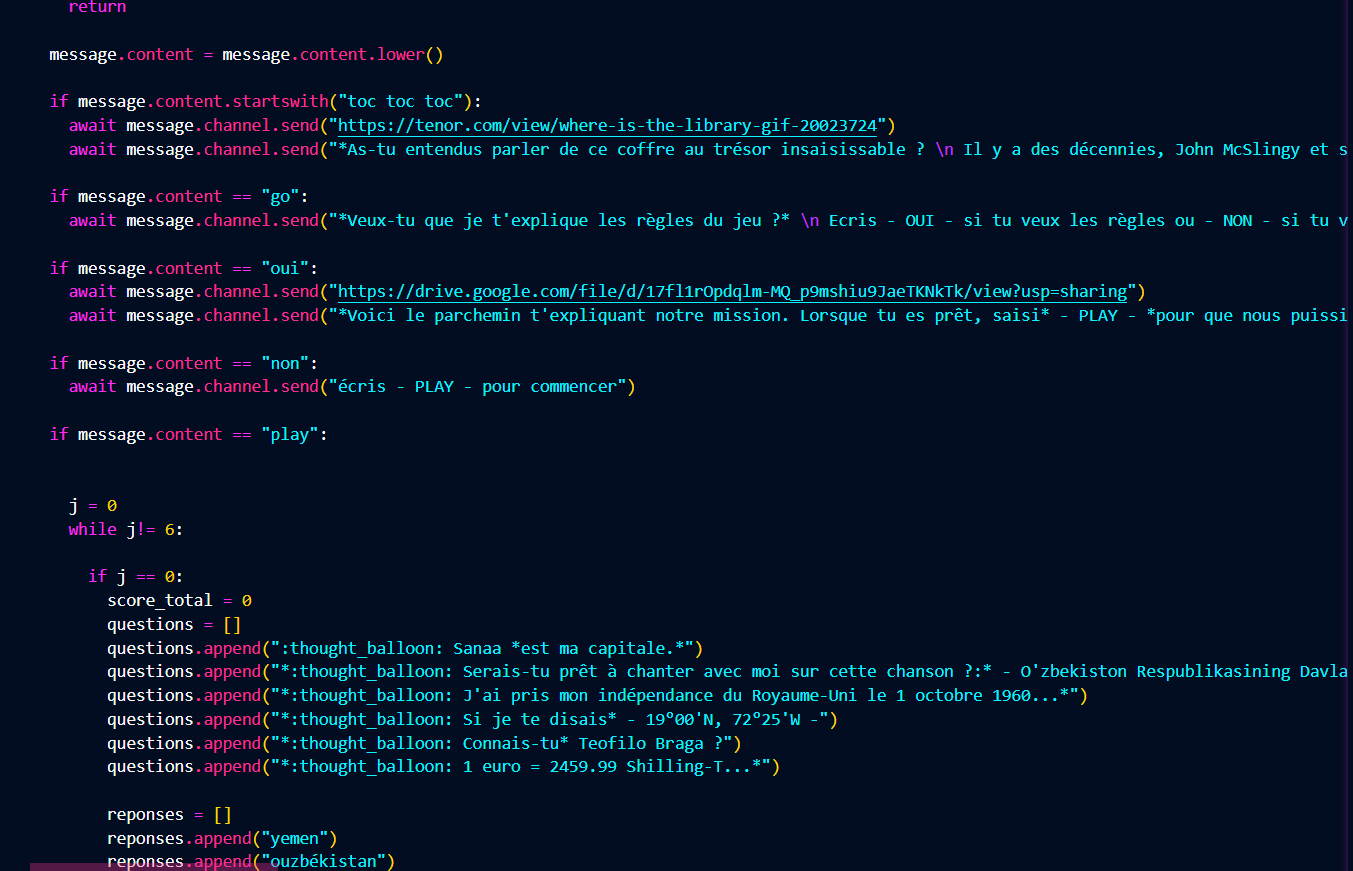 return
message.content = message.content.lower()
if message.content.startswith("toc toc toc"):
await message.channel.send("https://tenor.com/view/where-is-the-library-gif-20023724")
await message.channel.send("*As-tu entendus parler de ce coffre au trésor insaisissable ? \n Il y a des décennies, John McSlingy et s
if message.content == "go":
await message.channel.send("*Veux-tu que je t'explique les règles du jeu ?* \n Ecris - OUI - si tu veux les règles ou - NON - si tu v
if message.content == "oui":
await message.channel.send("https://drive.google.com/file/d/17fl1rOpdqlm-MQ_p9mshiu9JaeTKNkTk/view?usp=sharing")
await message.channel.send("*Voici le parchemin t'expliquant notre mission. Lorsque tu es prêt, saisi* - PLAY - *pour que nous puissi
if message.content == "non":
await message.channel.send("écris - PLAY - pour commencer")
if message.content == "play":
j = 0
while j!= 6:
if j == 0:
score_total = 0
questions = []
questions.append(":thought_balloon: Sanaa *est ma capitale.*")
questions.append("*:thought_balloon: Serais-tu prêt à chanter avec moi sur cette chanson ?:* - O'zbekiston Respublikasining Davla
questions.append("*:thought_balloon: J'ai pris mon indépendance du Royaume-Uni le 1 octobre 1960...*")
questions.append("*:thought_balloon: Si je te disais* - 19°00'N, 72°25'W -")
questions.append("*:thought_balloon: Connais-tu* Teofilo Braga ?")
questions.append("*:thought_balloon: 1 euro = 2459.99 Shilling-T...*")
reponses = []
reponses.append("yemen")
reponses.append("ouzbékistan")